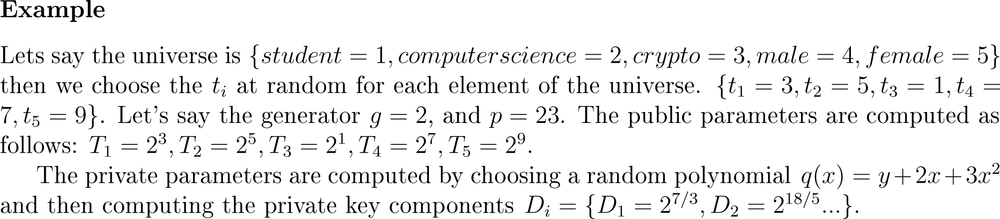 Example
Lets say the universe is {student = 1, computerscience = 2, crypto = 3, male = 4, female = 5}
then we choose the t_i at random for each element of the universe. {t_1 = 3, t_2 = 5, t_3 = 1, t_4 =
7, t_5 = 9}. Let's say the generator g = 2, and p = 23. The public parameters are computed as
follows: T_1 = 2^3, T_2 = 2^5, T_3 = 2^1, T_4 = 2^7, T_5 = 2^9.
The private parameters are computed by choosing a random polynomial q(x) = y + 2x + 3x^2
and then computing the private key components D_i = {D_1 = 2^{7/3}, D_2 = 2^{18/5}...}.